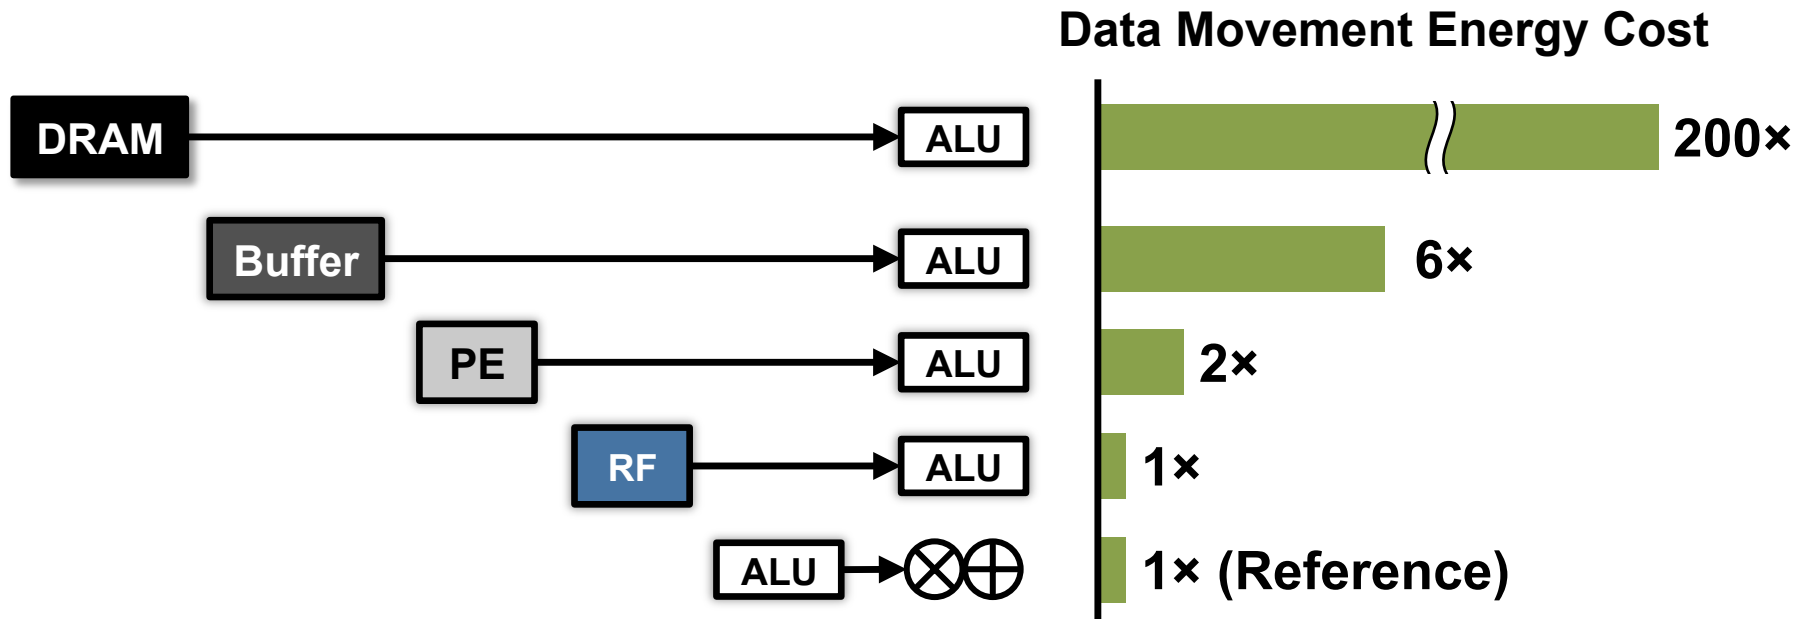 Data Movement Energy Cost
DRAM ALU 200×
Buffer ALU 6×
PE ALU 2×
RF ALU 1×
ALU 1× (Reference)